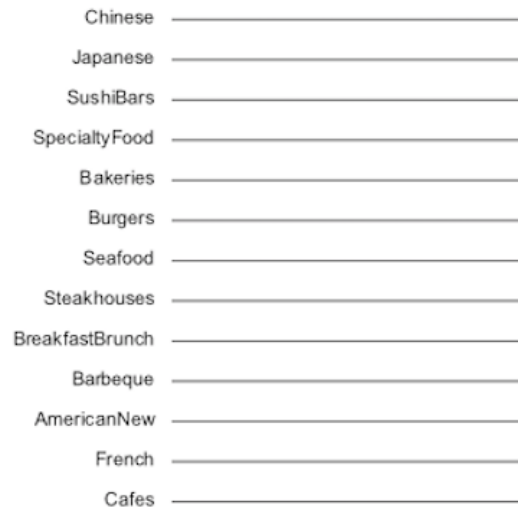 Chinese
Japanese
SushiBars
SpecialtyFood
Bakeries
Burgers
Seafood
Steakhouses
BreakfastBrunch
Barbeque
AmericanNew
French
Cafes